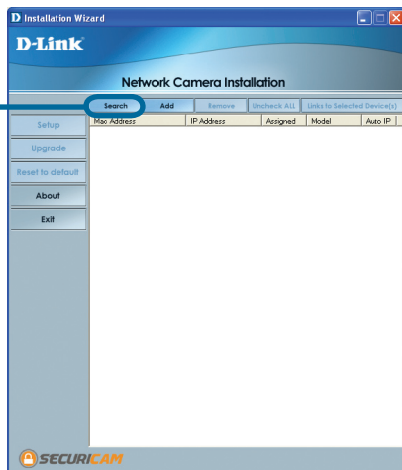 D Installation Wizard
D-Link
Network Camera Installation
Search Add Remove Uncheck ALL Links to Selected Device(s)
Mac Address IP Address Assigned Model Auto IP
Setup
Upgrade
Reset to default
About
Exit
SECURICAM